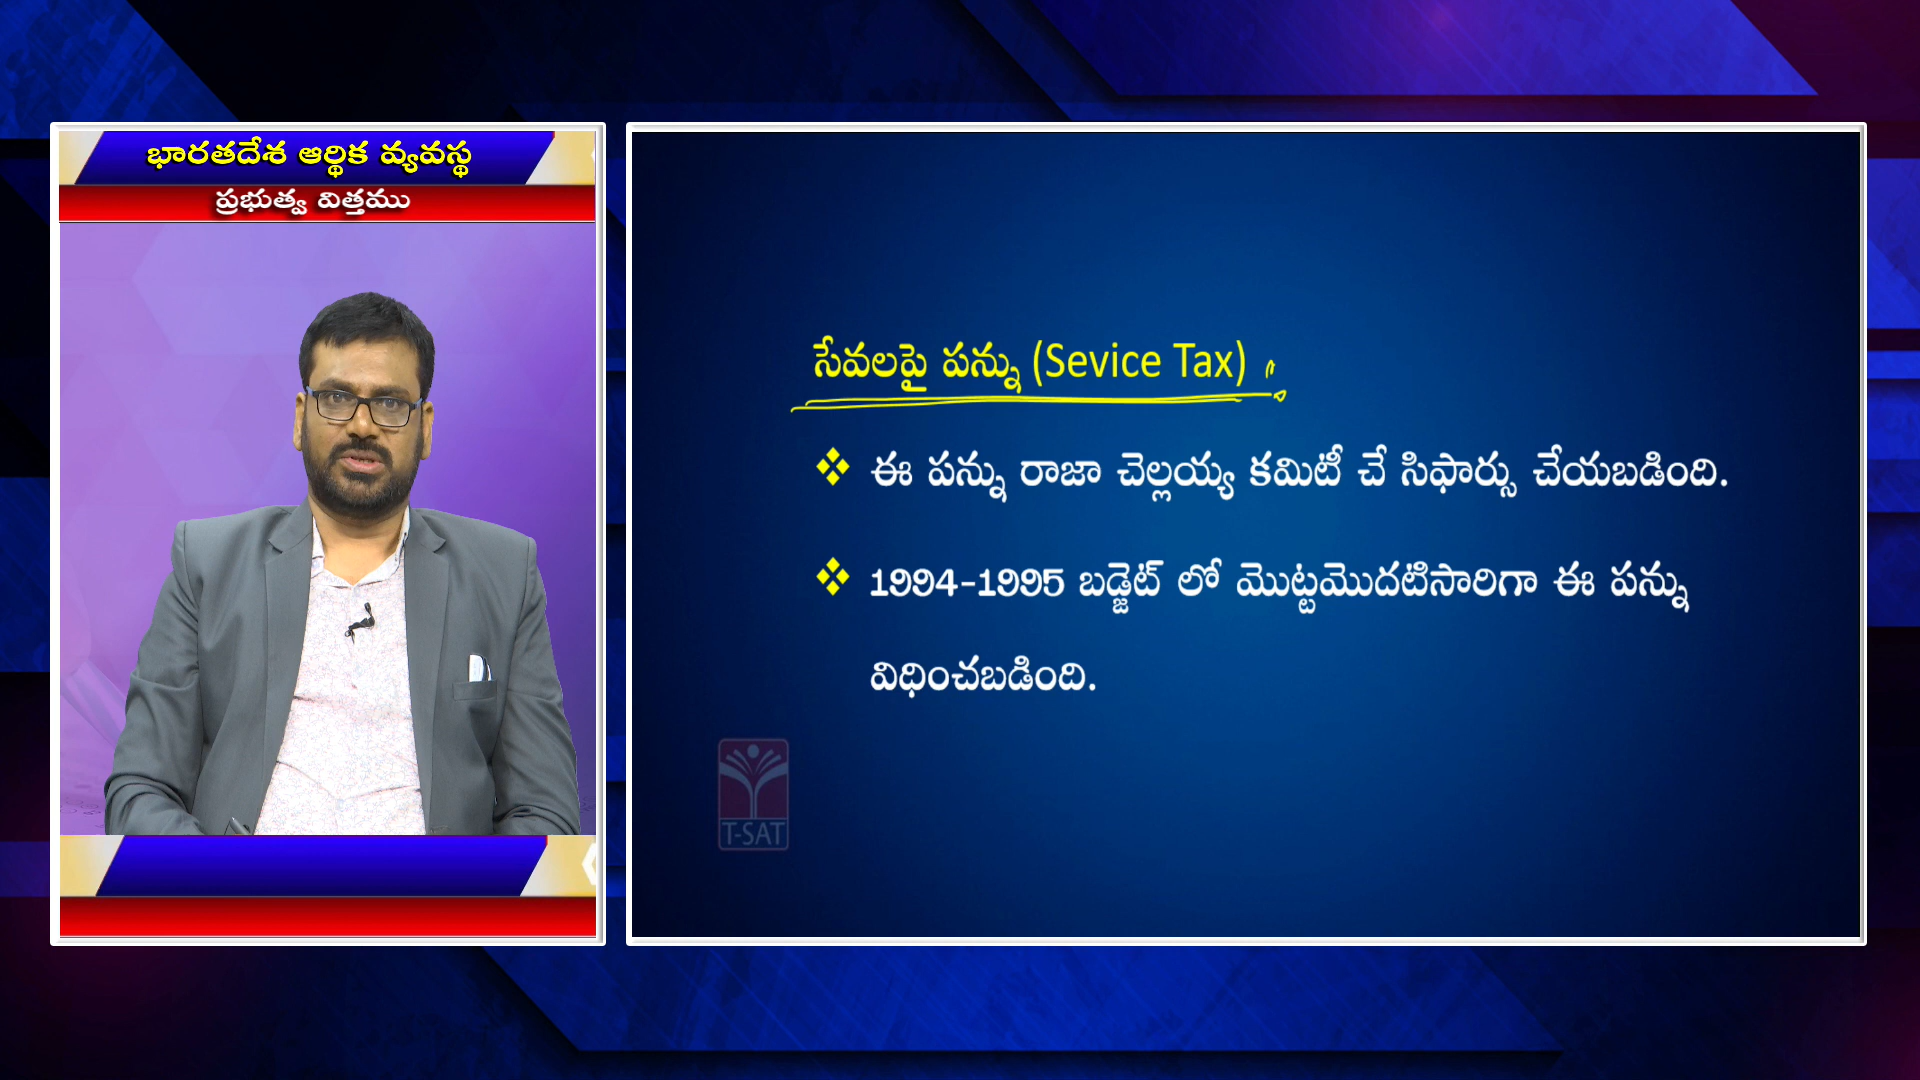 భారతదేశ ఆర్థిక వ్యవస్థ
ప్రభుత్వ విత్తము
సేవలపై పన్ను (Sevice Tax)
ఈ పన్ను రాజా చెల్లయ్య కమిటీ చే సిఫార్సు చేయబడింది.
1994-1995 బడ్జెట్ లో మొట్టమొదటిసారిగా ఈ పన్ను
విధించబడింది.
T-SAT